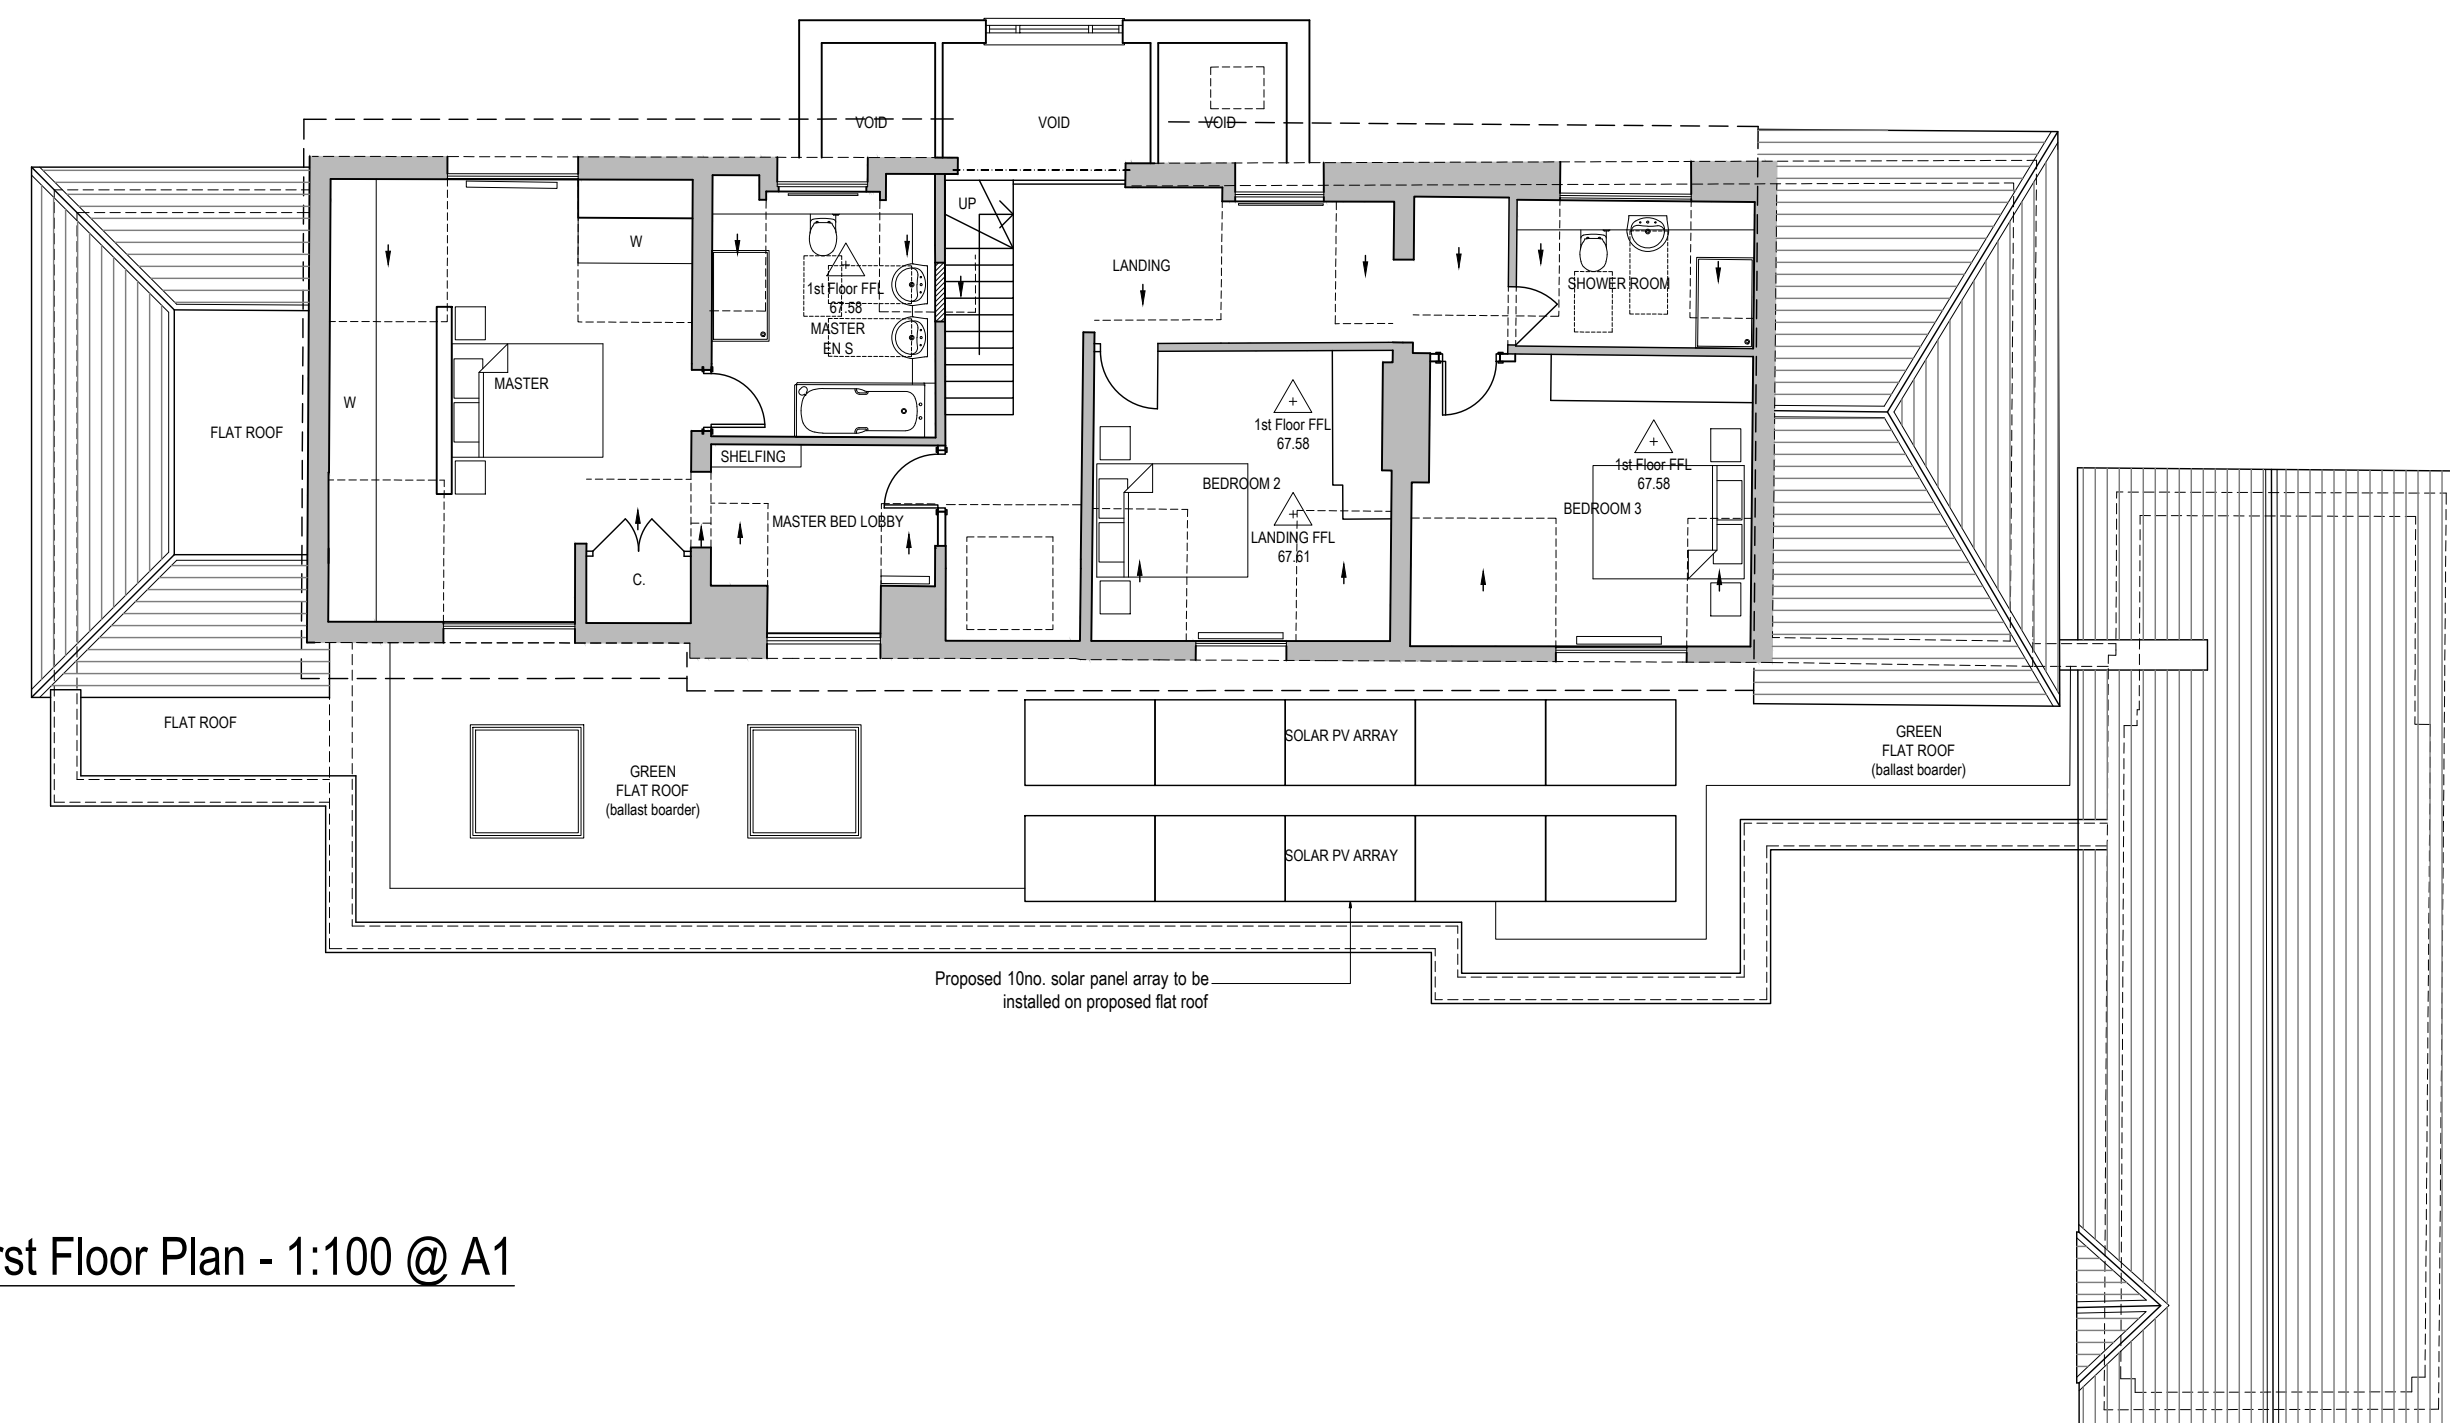 VOID
VOID
VOID
UP
W
LANDING
1st Floor FFL
67.58
MASTER
EN S
SHOWER ROOM
MASTER
W
FLAT ROOF
SHELFING
1st Floor FFL
67.58
BEDROOM 2
LANDING FFL
67.61
1st Floor FFL
67.58
BEDROOM 3
MASTER BED LOBBY
C.
FLAT ROOF
GREEN
FLAT ROOF
(ballast boarder)
SOLAR PV ARRAY
SOLAR PV ARRAY
GREEN
FLAT ROOF
(ballast boarder)
Proposed 10no. solar panel array to be
installed on proposed flat roof
rst Floor Plan - 1:100 @ A1